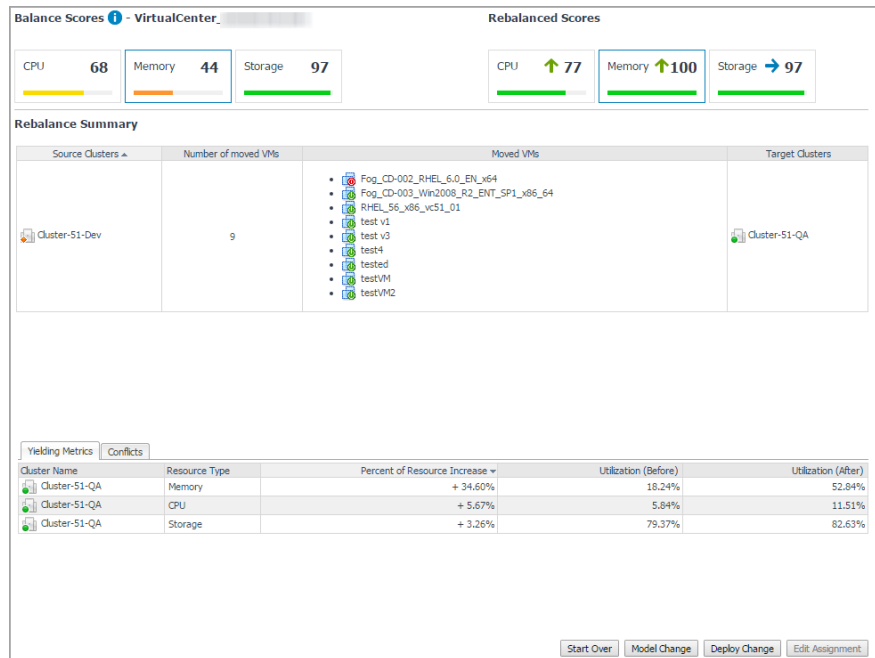 Balance Scores i - VirtualCenter_
Rebalanced Scores
CPU 68
Memory 44
Storage 97
CPU 77
Memory 100
Storage 97
Rebalance Summary
Source Clusters Number of moved VMs Moved VMs Target Clusters
Cluster-51-Dev 9
Fog_CD-002_RHEL_6.0_EN_x64
Fog_CD-003_Win2008_R2_ENT_SP1_x86_64
RHEL_56_x86_vc51_01
test v1
test v3
test4
tested
testVM
testVM2
Cluster-51-QA
Yielding Metrics Conflicts
Cluster Name Resource Type Percent of Resource Increase Utilization (Before) Utilization (After)
Cluster-51-QA Memory + 34.60% 18.24% 52.84%
Cluster-51-QA CPU + 5.67% 5.84% 11.51%
Cluster-51-QA Storage + 3.26% 79.37% 82.63%
Start Over Model Change Deploy Change Edit Assignment